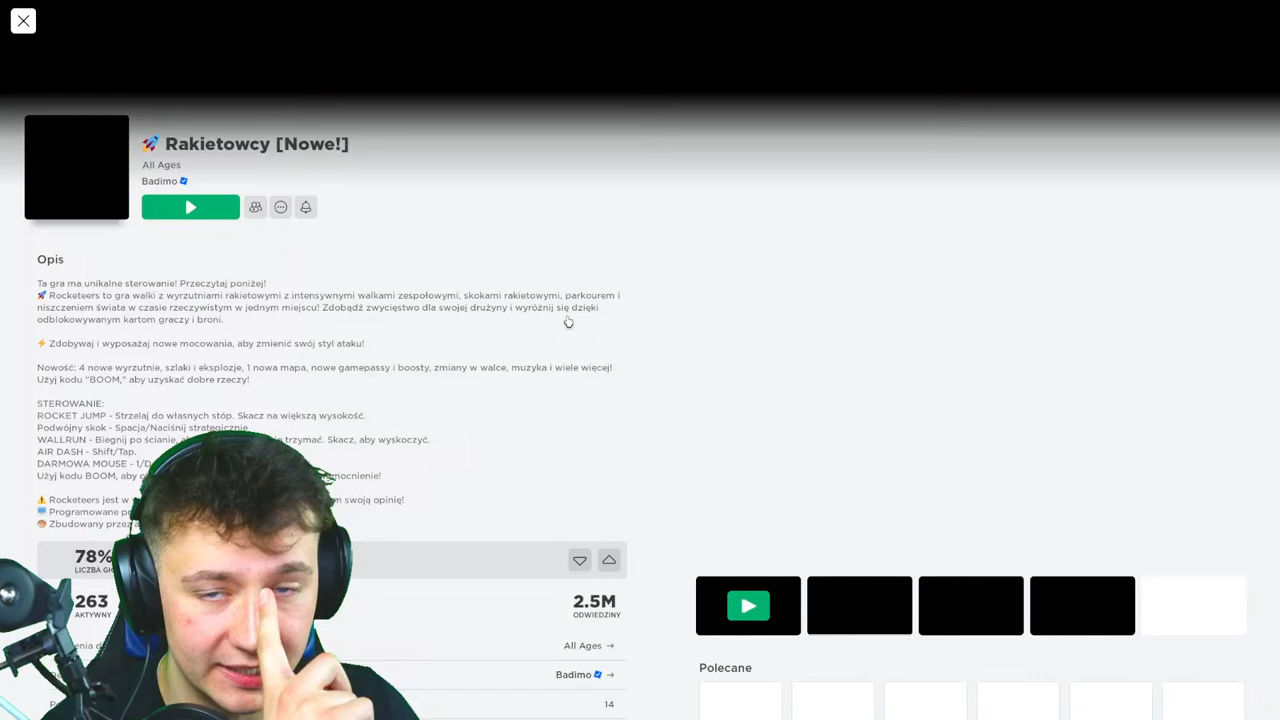 🚀 Rakietowcy [Nowe!]
All Ages
Badimo
Opis
Ta gra ma unikalne sterowanie! Przeczytaj poniżej!
🚀 Rocketeers to gra walki z wyrzutniami rakietowymi z intensywnymi walkami zespołowymi, skokami rakietowymi, parkourem i
niszczeniem świata w czasie rzeczywistym w jednym miejscu! Zdobądź zwycięstwo dla swojej drużyny i wyróżnij się dzięki
odblokowywanym kartom graczy i broni.
⚡ Zdobywaj i wyposażaj nowe mocowania, aby zmienić swój styl ataku!
Nowość: 4 nowe wyrzutnie, szlaki i eksplozje, 1 nowa mapa, nowe gamepassy i boosty, zmiany w walce, muzyka i wiele więcej!
Użyj kodu "BOOM," aby uzyskać dobre rzeczy!
STEROWANIE:
ROCKET JUMP - Strzelaj do własnych stóp. Skacz na większą wysokość.
Podwójny skok - Spacja/Naciśnij strategicznie
WALLRUN - Biegnij po ścianie, trzymać. Skacz, aby wyskoczyć.
AIR DASH - Shift/Tap.
DARMOWA MOUSE - 1/D
Użyj kodu BOOM, aby
⚠️ Rocketeers jest w swoją opinię!
Programowane
Zbudowany przez
78%
LICZBA
263 2.5M
AKTYWNY ODWIEDZINY
All Ages →
Badimo →
14
Polecane